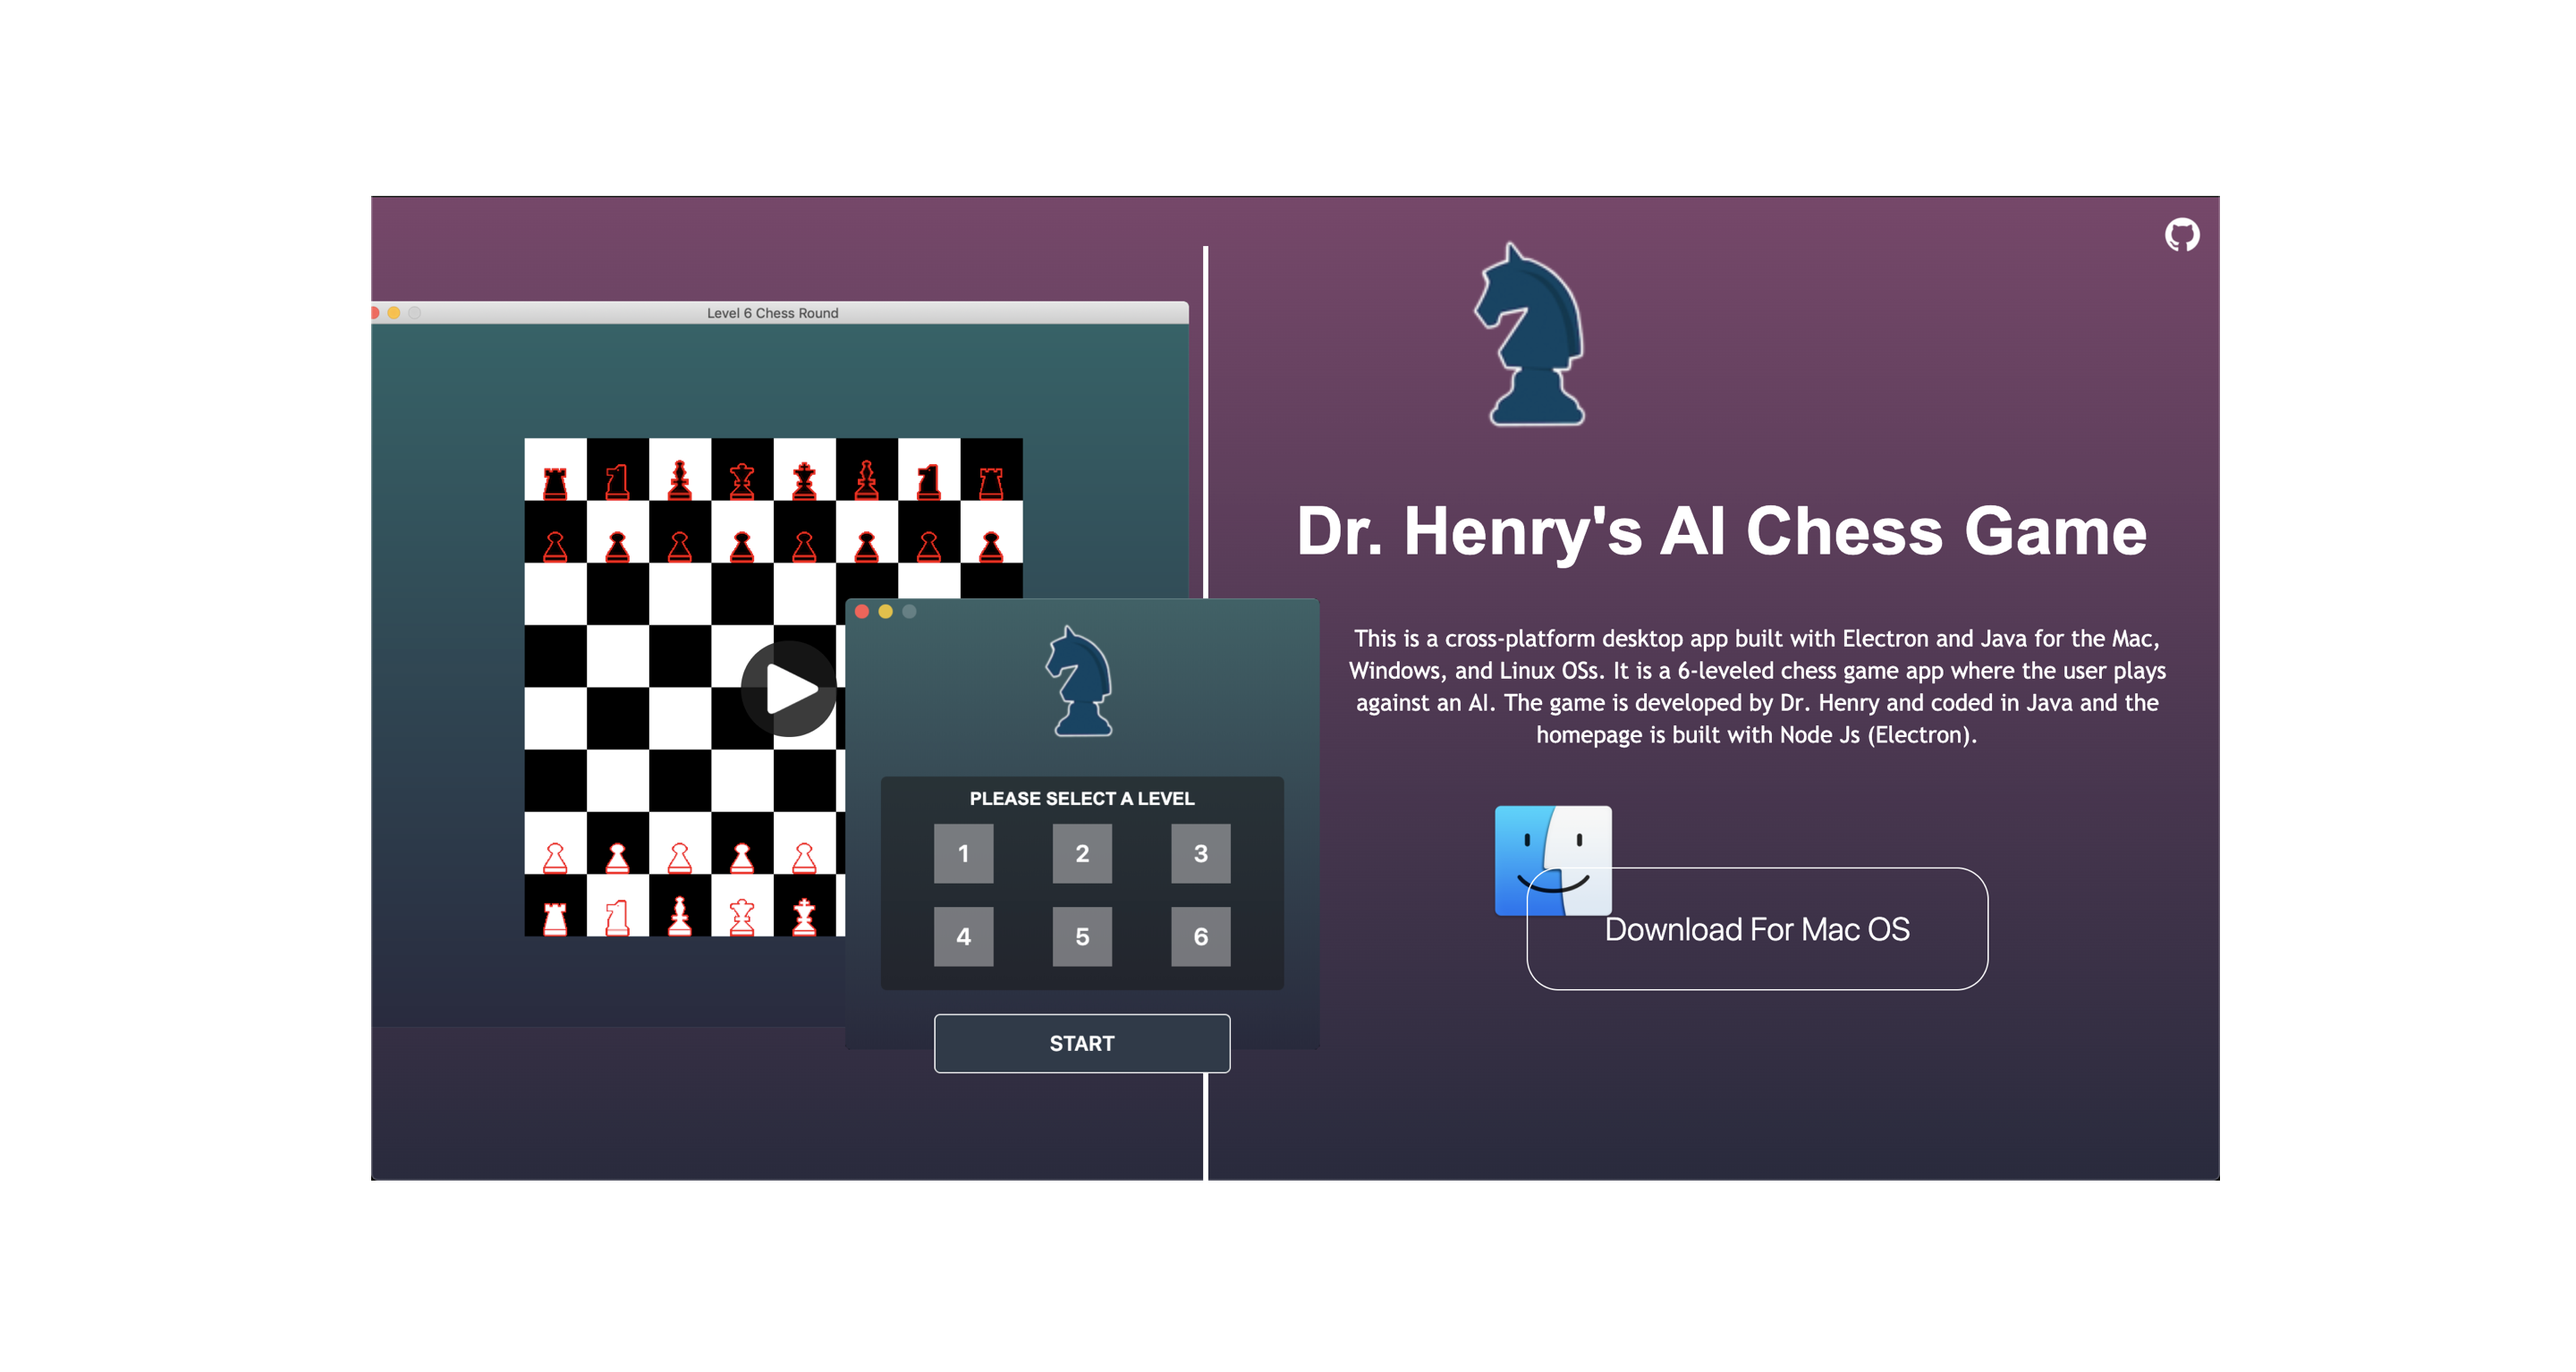 Level 6 Chess Round
PLEASE SELECT A LEVEL
1 2 3
4 5 6
START
Dr. Henry's AI Chess Game
This is a cross-platform desktop app built with Electron and Java for the Mac,
Windows, and Linux OSs. It is a 6-leveled chess game app where the user plays
against an AI. The game is developed by Dr. Henry and coded in Java and the
homepage is built with Node Js (Electron).
Download For Mac OS